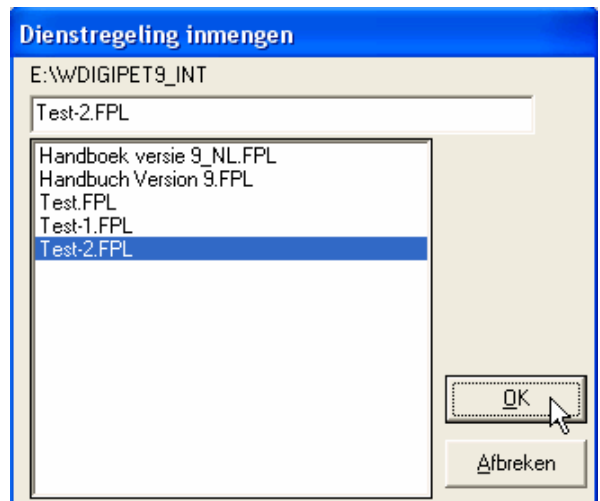 Dienstregeling inmengen
E:\WDIGIPET9_INT
Test-2.FPL
Handboek versie 9_NL.FPL
Handbuch Version 9.FPL
Test.FPL
Test-1.FPL
Test-2.FPL
OK
Afbreken